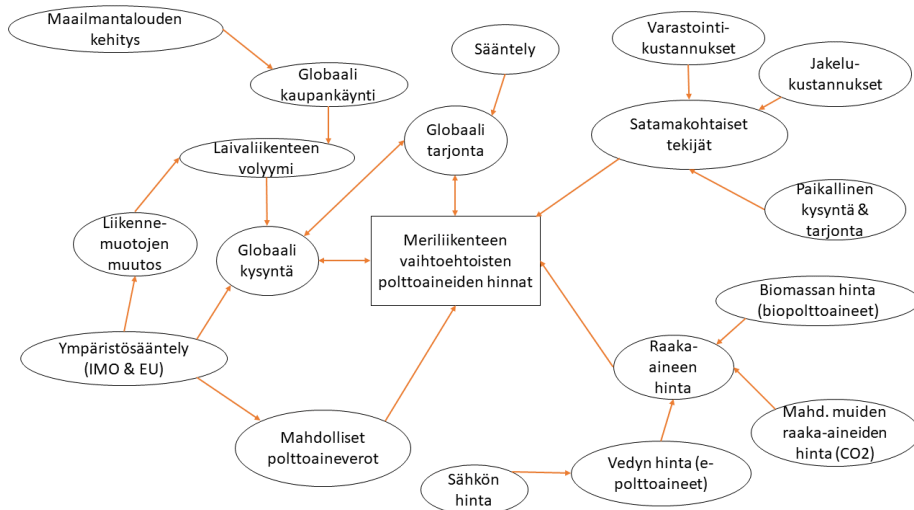 Maailmantalouden
kehitys
Globaali
kaupankäynti
Sääntely
Varastointi-
kustannukset
Jakelu-
kustannukset
Laivaliikenteen
volyymi
Globaali
tarjonta
Satamakohtaiset
tekijät
Liikenne-
muotojen
muutos
Globaali
kysyntä
Meriliikenteen
vaihtoehtoisten
polttoaineiden hinnat
Paikallinen
kysyntä &
tarjonta
Ympäristösääntely
(IMO & EU)
Biomassan hinta
(biopolttoaineet)
Raaka-
aineen
hinta
Mahdolliset
polttoaineverot
Mahd. muiden
raaka-aineiden
hinta (CO2)
Sähkön
hinta
Vedyn hinta (e-
polttoaineet)